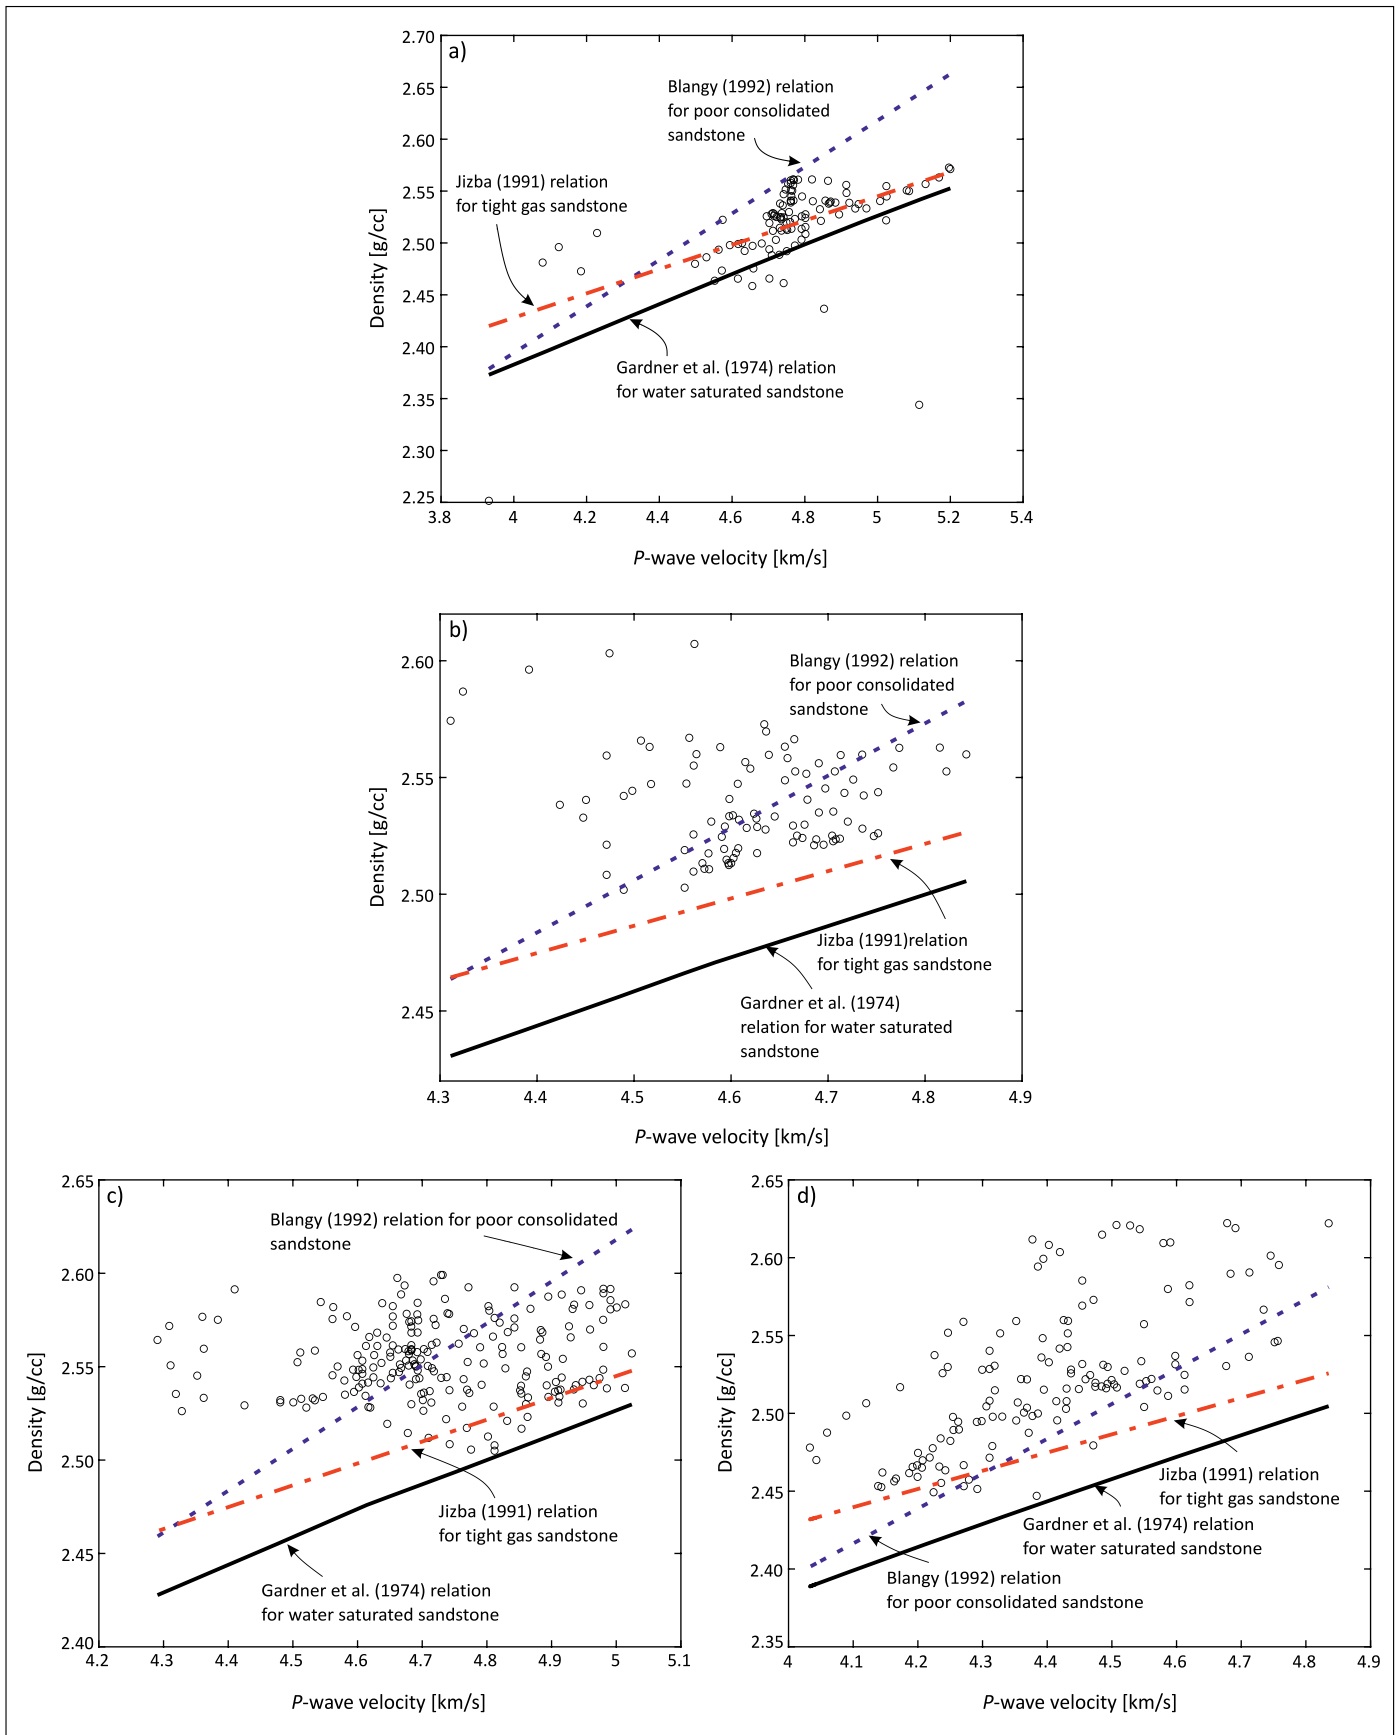 a)
Density [g/cc]
2.70
2.65
2.60
2.55
2.50
2.45
2.40
2.35
2.30
2.25
Blangy (1992) relation
for poor consolidated
sandstone
Jizba (1991) relation
for tight gas sandstone
Gardner et al. (1974) relation
for water saturated sandstone
3.8 4 4.2 4.4 4.6 4.8 5 5.2 5.4
P-wave velocity [km/s]
b)
Density [g/cc]
2.60
2.55
2.50
2.45
Blangy (1992) relation
for poor consolidated
sandstone
Jizba (1991)relation
for tight gas sandstone
Gardner et al. (1974)
relation for water saturated
sandstone
4.3 4.4 4.5 4.6 4.7 4.8 4.9
P-wave velocity [km/s]
c)
Density [g/cc]
2.65
2.60
2.55
2.50
2.45
2.40
Blangy (1992) relation for poor consolidated
sandstone
Jizba (1991) relation
for tight gas sandstone
Gardner et al. (1974) relation
for water saturated sandstone
4.2 4.3 4.4 4.5 4.6 4.7 4.8 4.9 5 5.1
P-wave velocity [km/s]
d)
Density [g/cc]
2.65
2.60
2.55
2.50
2.45
2.40
2.35
Jizba (1991) relation
for tight gas sandstone
Gardner et al. (1974) relation
for water saturated sandstone
Blangy (1992) relation
for poor consolidated sandstone
4 4.1 4.2 4.3 4.4 4.5 4.6 4.7 4.8 4.9
P-wave velocity [km/s]